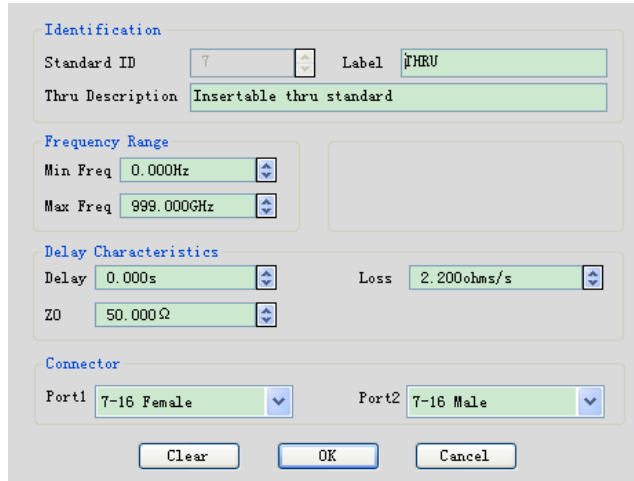 Identification
Standard ID 7 Label THRU
Thru Description Insertable thru standard
Frequency Range
Min Freq 0.000Hz
Max Freq 999.000GHz
Delay Characteristics
Delay 0.000s Loss 2.200ohms/s
Z0 50.000Ω
Connector
Port1 7-16 Female Port2 7-16 Male
Clear OK Cancel